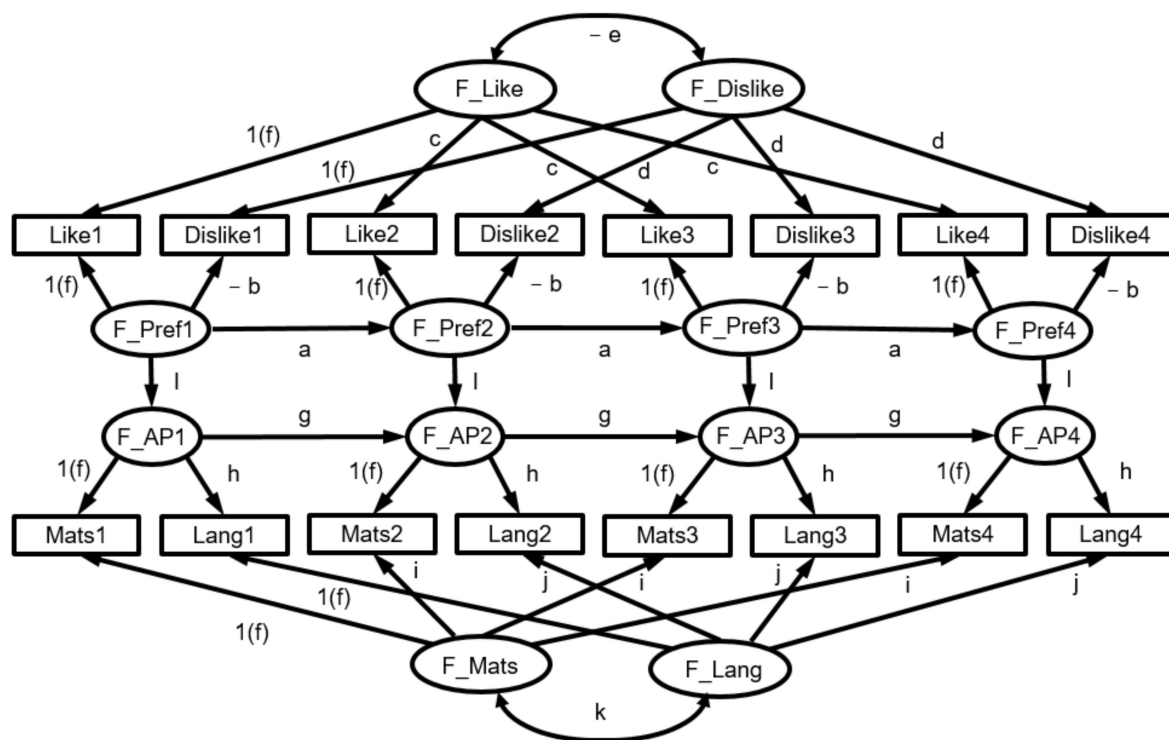 – e
F_Like F_Dislike
1(f) c d d
1(f) c d c
Like1 Dislike1 Like2 Dislike2 Like3 Dislike3 Like4 Dislike4
1(f) – b 1(f) – b 1(f) – b 1(f) – b
F_Pref1 F_Pref2 F_Pref3 F_Pref4
a a a
l l l l
F_AP1 g F_AP2 g F_AP3 g F_AP4
1(f) h 1(f) h 1(f) h 1(f) h
Mats1 Lang1 Mats2 Lang2 Mats3 Lang3 Mats4 Lang4
1(f) i j i j i j
1(f)
F_Mats F_Lang
k